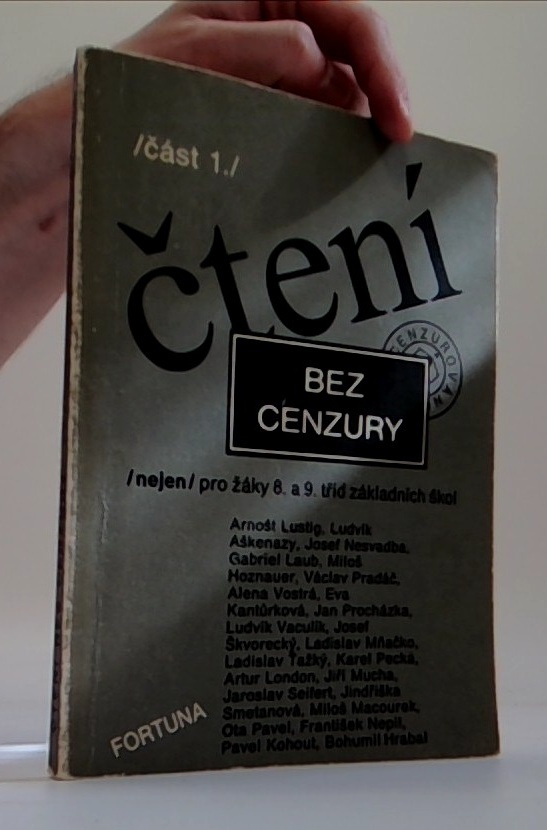 /část 1./
čtení
CENZUROVÁN
BEZ
CENZURY
/nejen/ pro žáky 8. a 9. tříd základních škol
Arnošt Lustig, Ludvík
Aškenazy, Josef Nesvadba,
Gabriel Laub, Miloš
Hoznauer, Václav Pradáč,
Alena Vostrá, Eva
Kantůrková, Jan Procházka,
Ludvík Vaculík, Josef
Škvorecký, Ladislav Mňačko,
Ladislav Ťažký, Karel Pecka,
Artur London, Jiří Mucha,
Jaroslav Seifert, Jindřiška
Smetanová, Miloš Macourek,
Ota Pavel, František Nepil,
Pavel Kohout, Bohumil Hrabal
FORTUNA